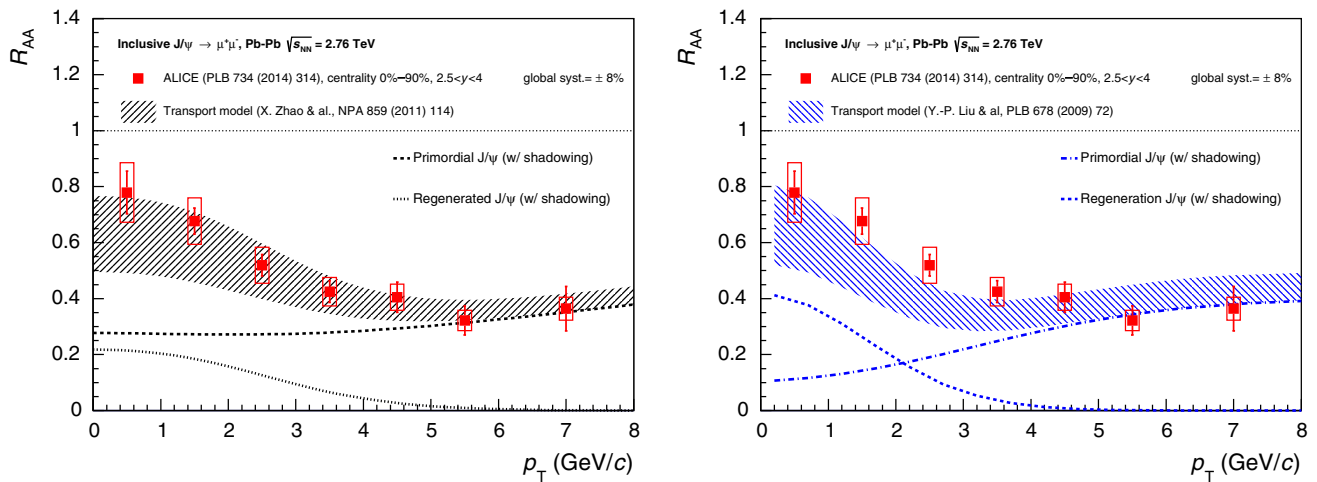 R_AA
1.4
1.2
1
0.8
0.6
0.4
0.2
0
Inclusive J/ψ → μ⁺μ⁻, Pb-Pb √s_NN = 2.76 TeV
ALICE (PLB 734 (2014) 314), centrality 0%–90%, 2.5<y<4 global syst.= ± 8%
Transport model (X. Zhao & al., NPA 859 (2011) 114)
Primordial J/ψ (w/ shadowing)
Regenerated J/ψ (w/ shadowing)
0 1 2 3 4 5 6 7 8
p_T (GeV/c)
R_AA
1.4
1.2
1
0.8
0.6
0.4
0.2
0
Inclusive J/ψ → μ⁺μ⁻, Pb-Pb √s_NN = 2.76 TeV
ALICE (PLB 734 (2014) 314), centrality 0%–90%, 2.5<y<4 global syst.= ± 8%
Transport model (Y.-P. Liu & al, PLB 678 (2009) 72)
Primordial J/ψ (w/ shadowing)
Regeneration J/ψ (w/ shadowing)
0 1 2 3 4 5 6 7 8
p_T (GeV/c)